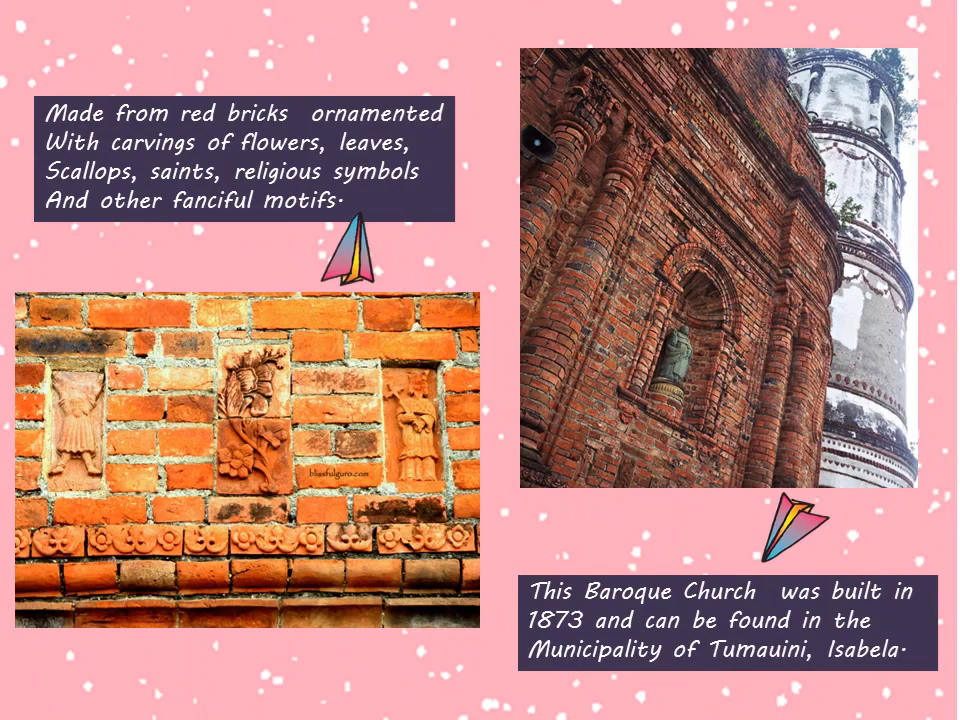 Made from red bricks ornamented
With carvings of flowers, leaves,
Scallops, saints, religious symbols
And other fanciful motifs.
blissfulguro.com
This Baroque Church was built in
1873 and can be found in the
Municipality of Tumauini, Isabela.